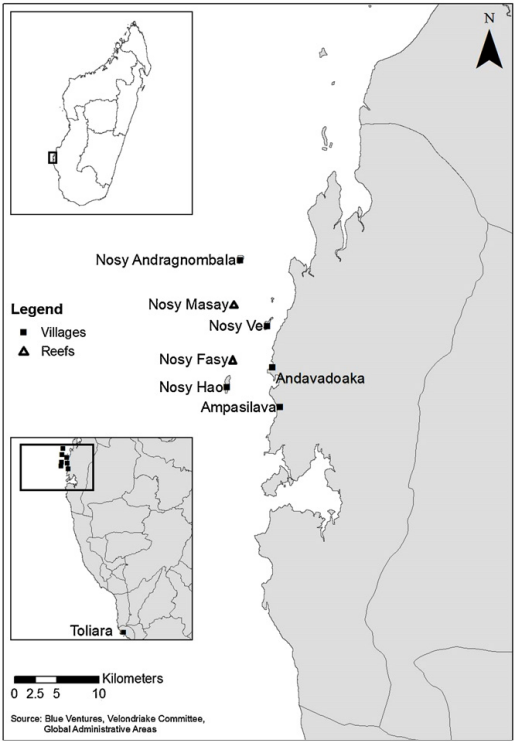 N
Nosy Andragnombala
Legend
Villages
Reefs
Nosy Masay
Nosy Ve
Nosy Fasy
Andavadoaka
Nosy Hao
Ampasilava
Toliara
Kilometers
0 2.5 5 10
Source: Blue Ventures, Velondriake Committee,
Global Administrative Areas